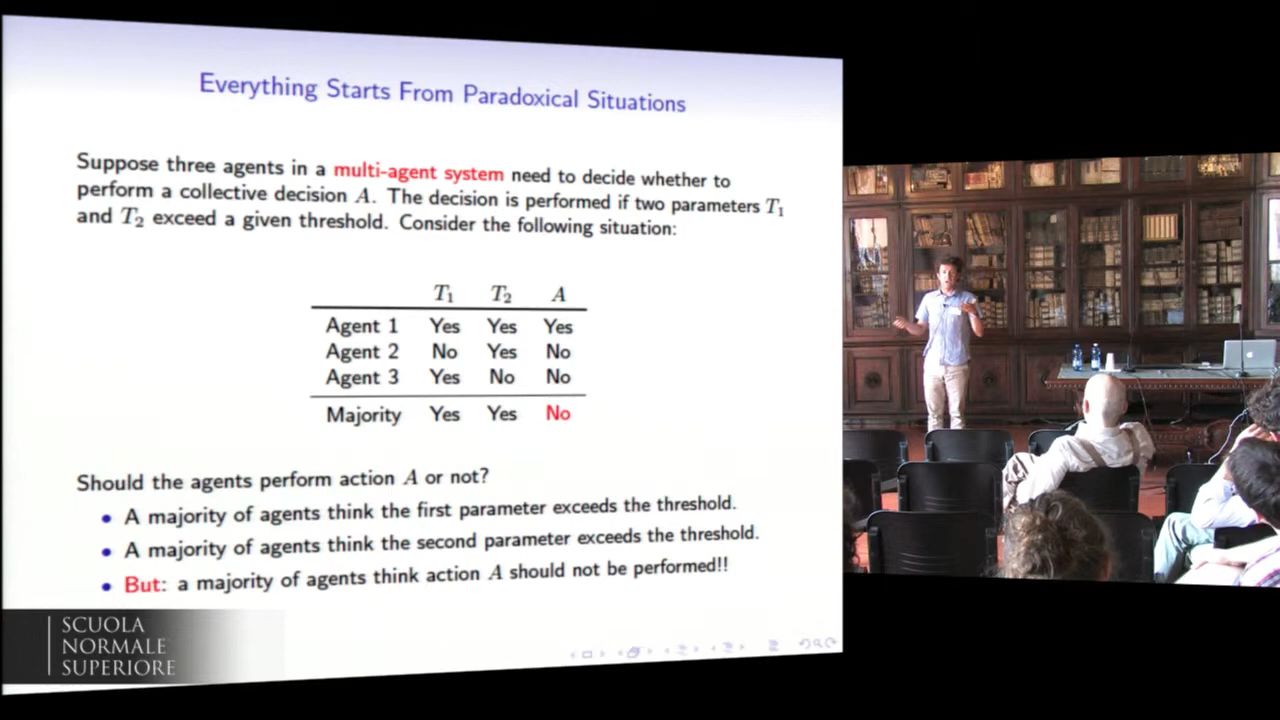 Everything Starts From Paradoxical Situations
Suppose three agents in a multi-agent system need to decide whether to
perform a collective decision A. The decision is performed if two parameters T₁
and T₂ exceed a given threshold. Consider the following situation:
T₁ T₂ A
Agent 1 Yes Yes Yes
Agent 2 No Yes No
Agent 3 Yes No No
Majority Yes Yes No
Should the agents perform action A or not?
• A majority of agents think the first parameter exceeds the threshold.
• A majority of agents think the second parameter exceeds the threshold.
• But: a majority of agents think action A should not be performed!!
SCUOLA
NORMALE
SUPERIORE